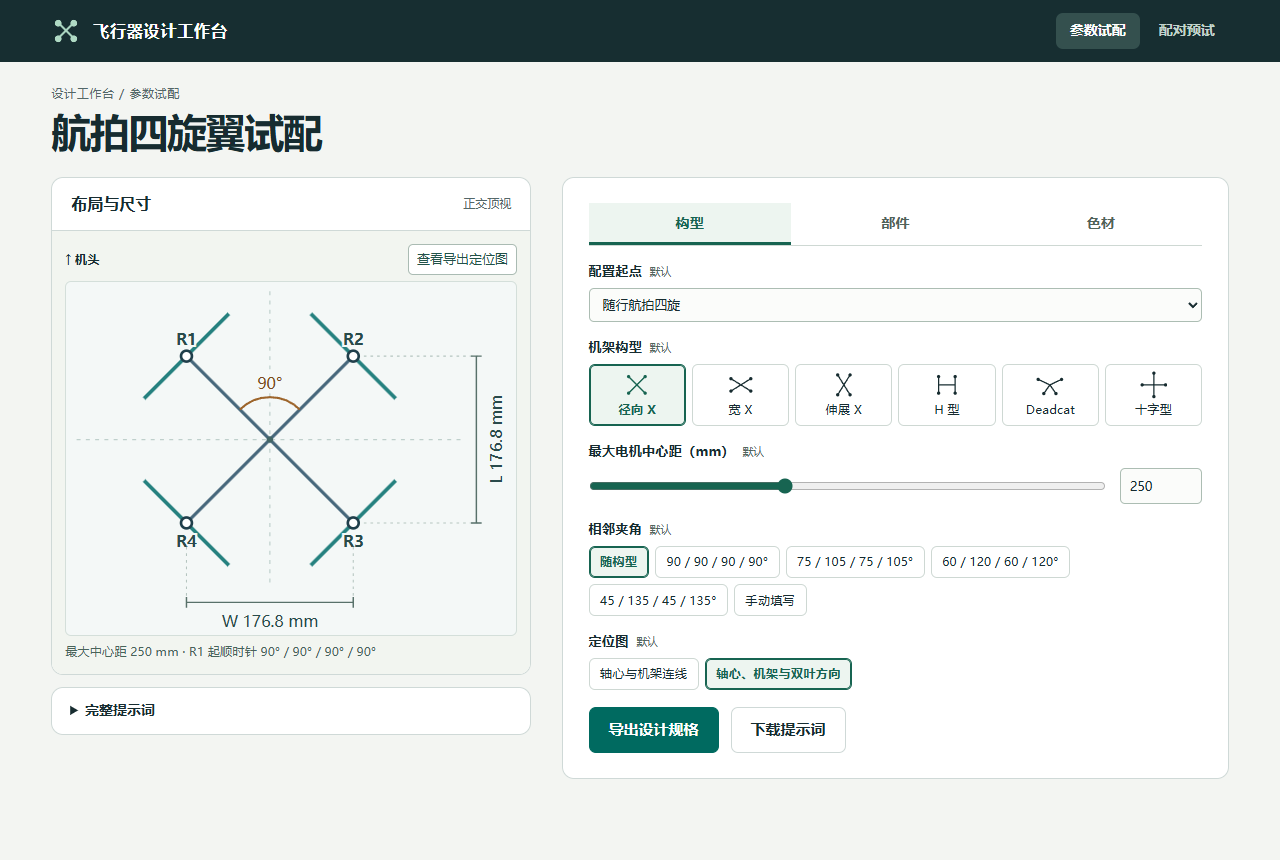 飞行器设计工作台
参数试配
配对预试
设计工作台 / 参数试配
航拍四旋翼试配
布局与尺寸
正交顶视
↑ 机头
查看导出定位图
R1
R2
90°
L 176.8 mm
R4
R3
W 176.8 mm
最大中心距 250 mm · R1 起顺时针 90° / 90° / 90° / 90°
▶ 完整提示词
构型
部件
色材
配置起点 默认
随行航拍四旋
机架构型 默认
径向 X
宽 X
伸展 X
H 型
Deadcat
十字型
最大电机中心距（mm） 默认
250
相邻夹角 默认
随构型
90 / 90 / 90 / 90°
75 / 105 / 75 / 105°
60 / 120 / 60 / 120°
45 / 135 / 45 / 135°
手动填写
定位图 默认
轴心与机架连线
轴心、机架与双叶方向
导出设计规格
下载提示词